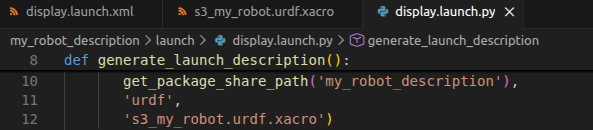 display.launch.xml s3_my_robot.urdf.xacro display.launch.py ×
my_robot_description > launch > display.launch.py > generate_launch_description
8 def generate_launch_description():
10 get_package_share_path('my_robot_description'),
11 'urdf',
12 's3_my_robot.urdf.xacro')